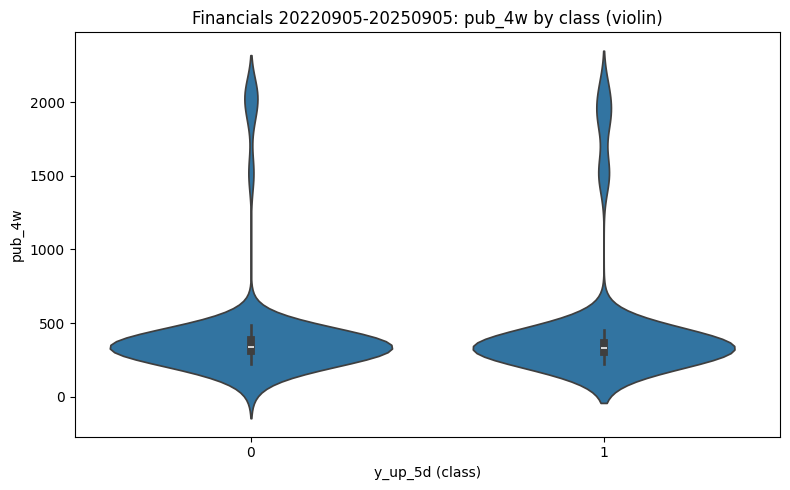 Financials 20220905-20250905: pub_4w by class (violin)
2000
1500
1000
500
0
pub_4w
0
1
y_up_5d (class)